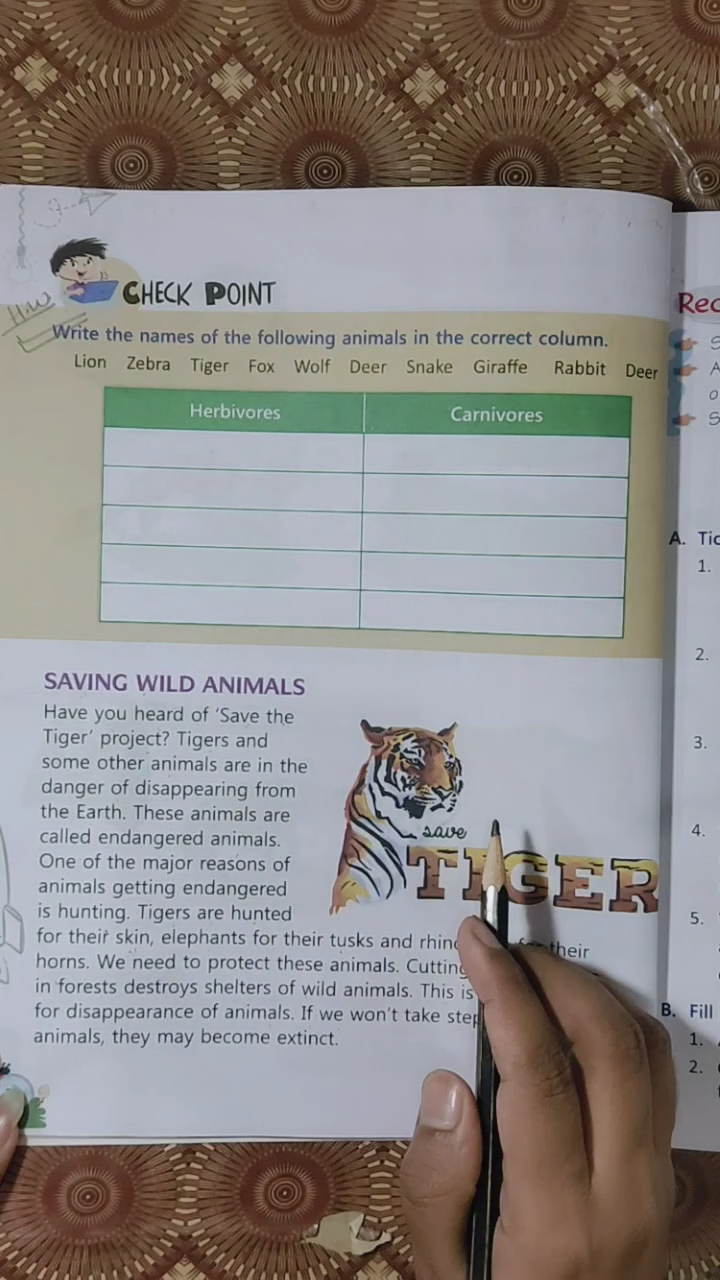 CHECK POINT
H.W
Write the names of the following animals in the correct column.
Lion Zebra Tiger Fox Wolf Deer Snake Giraffe Rabbit Deer
Herbivores Carnivores
SAVING WILD ANIMALS
Have you heard of ‘Save the
Tiger’ project? Tigers and
some other animals are in the
danger of disappearing from
the Earth. These animals are
called endangered animals.
One of the major reasons of
animals getting endangered
is hunting. Tigers are hunted
for their skin, elephants for their tusks and their
horns. We need to protect these animals. Cutting
in forests destroys shelters of wild animals. This is
for disappearance of animals. If we won’t take
animals, they may become extinct.
save
TIGER
A.
1.
2.
3.
4.
5.
B. Fill
1.
2.